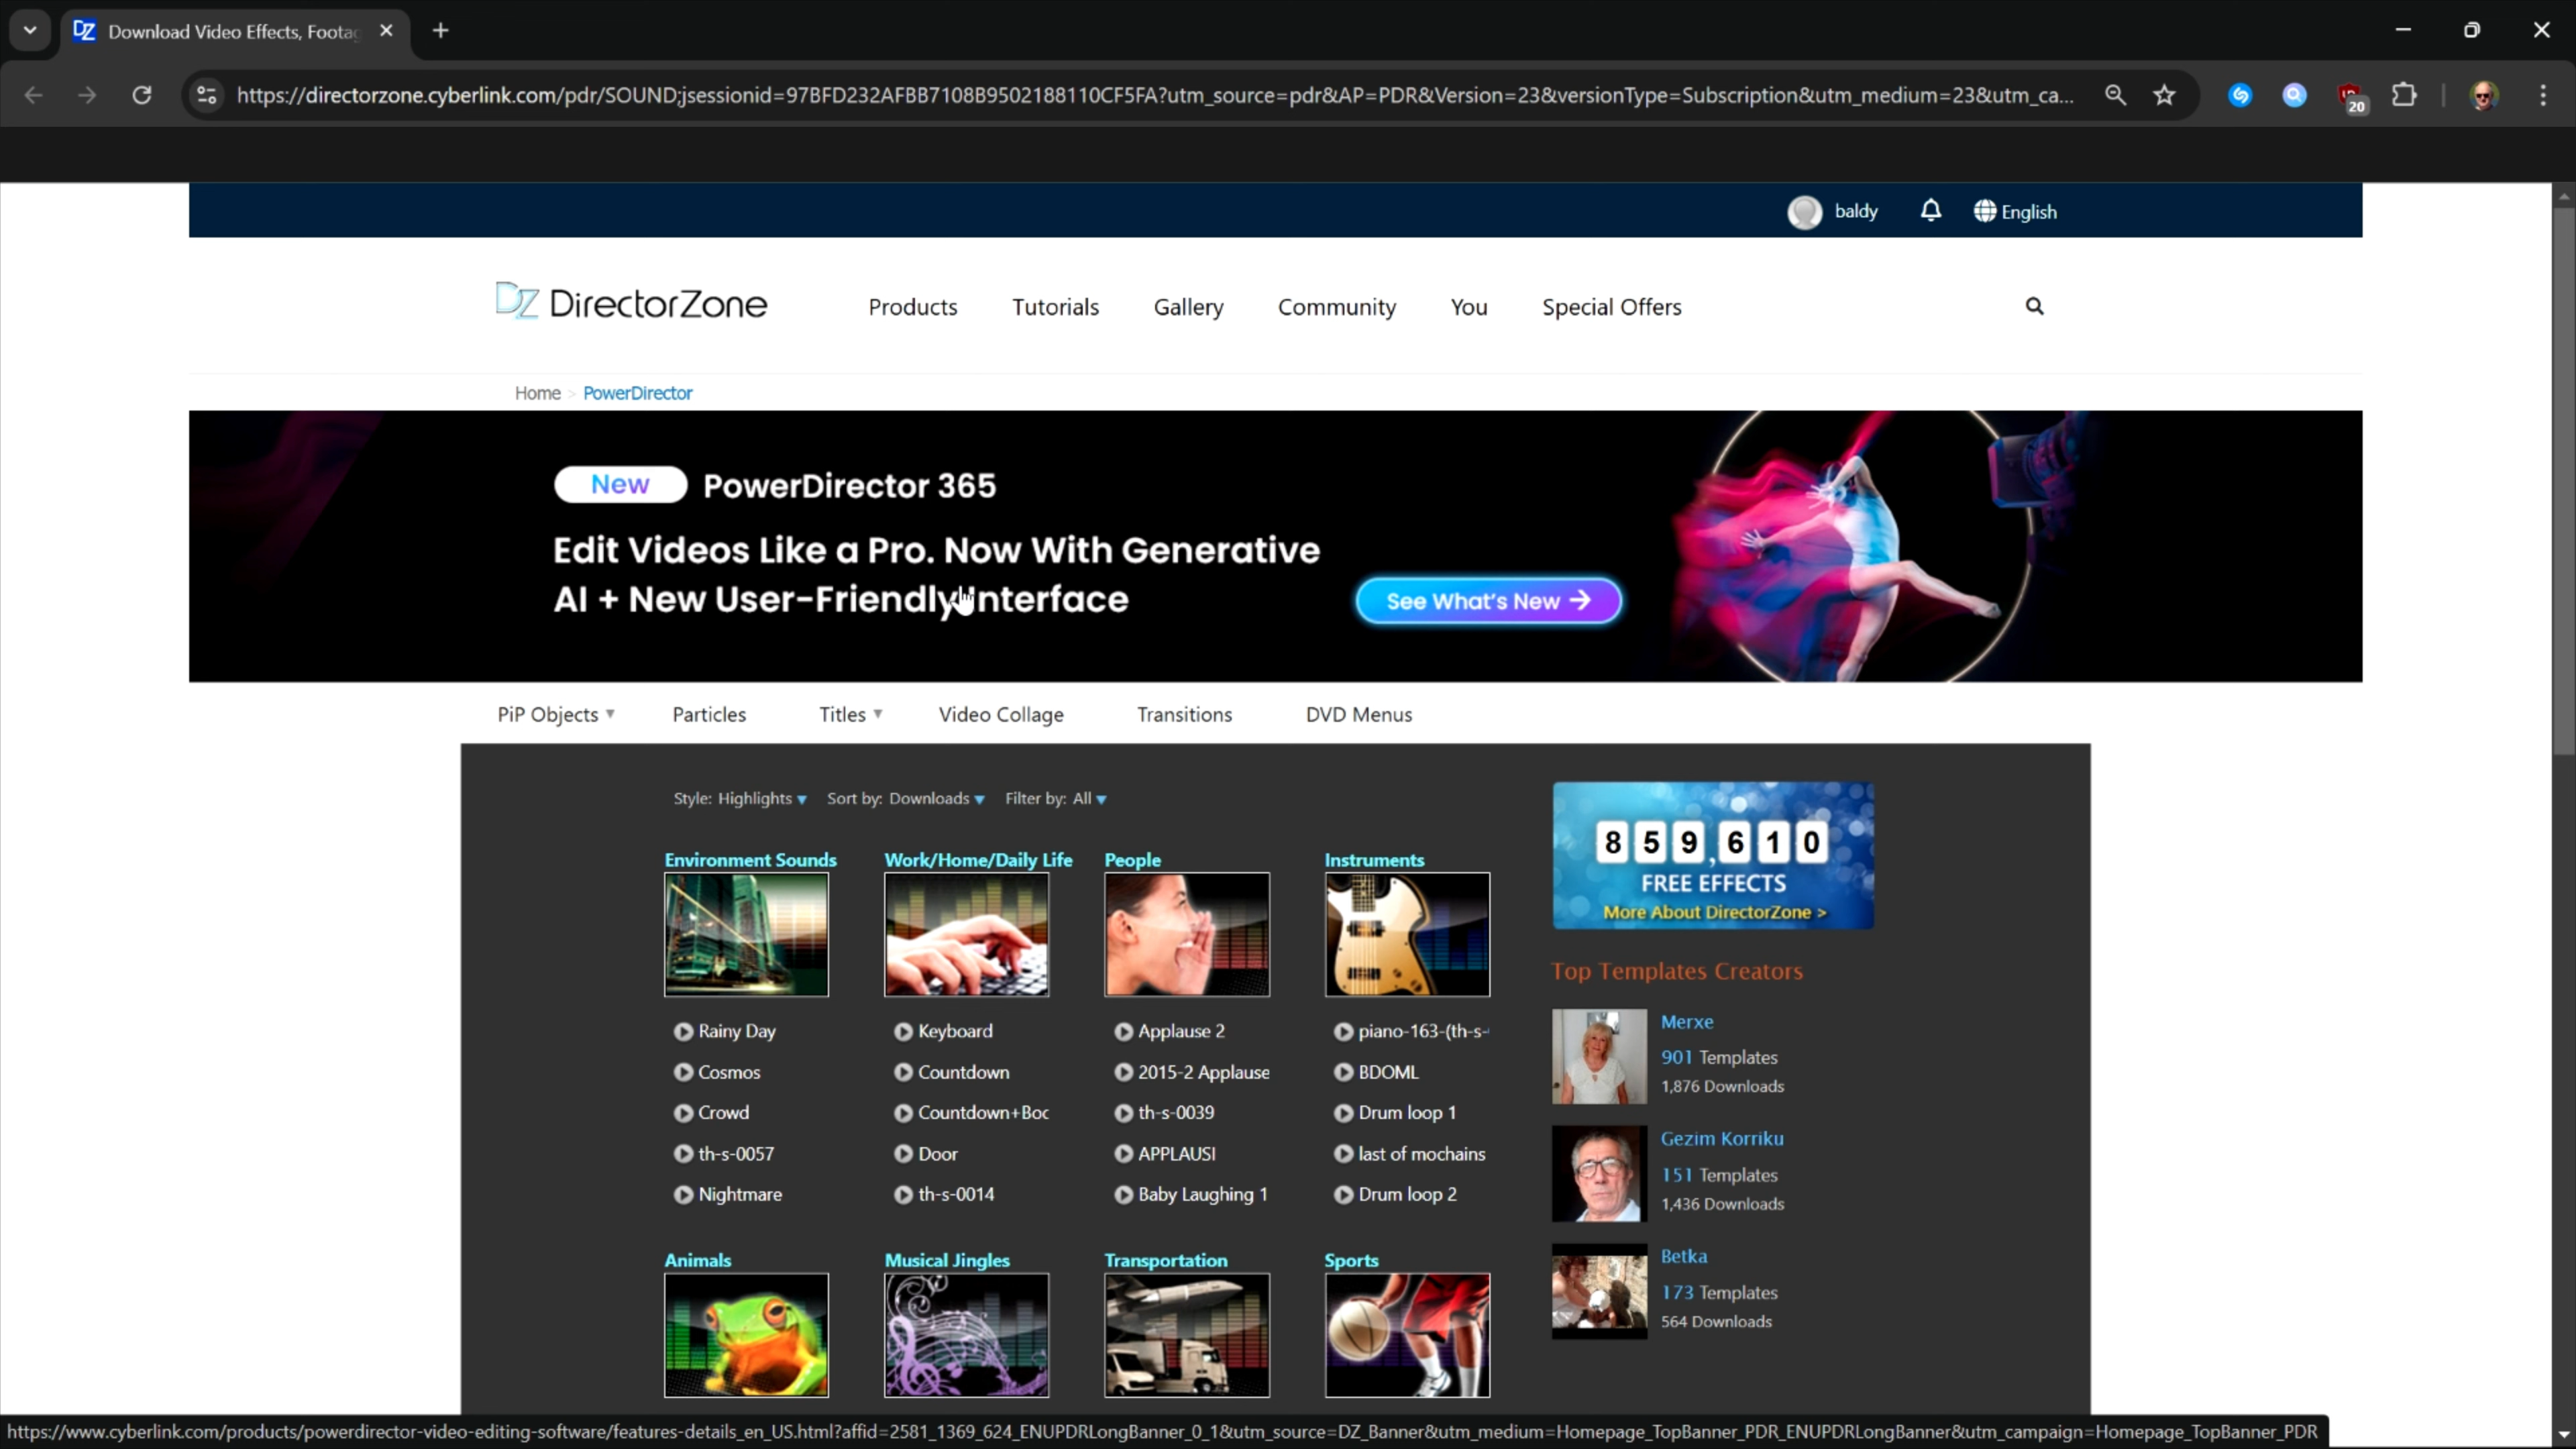 Download Video Effects, Foota
https://directorzone.cyberlink.com/pdr/SOUND;jsessionid=97BFD232AFBB7108B9502188110CF5FA?utm_source=pdr&AP=PDR&Version=23&versionType=Subscription&utm_medium=23&utm_ca...
20
baldy
English
DZ DirectorZone
Products Tutorials Gallery Community You Special Offers
Home > PowerDirector
New PowerDirector 365
Edit Videos Like a Pro. Now With Generative
AI + New User-Friendly Interface
See What's New →
PiP Objects Particles Titles Video Collage Transitions DVD Menus
Style: Highlights Sort by: Downloads Filter by: All
859,610
FREE EFFECTS
More About DirectorZone >
Environment Sounds Work/Home/Daily Life People Instruments
Rainy Day Keyboard Applause 2 piano-163-(th-s-
Cosmos Countdown 2015-2 Applause BDOML
Crowd Countdown+Boc th-s-0039 Drum loop 1
th-s-0057 Door APPLAUSI last of mochains
Nightmare th-s-0014 Baby Laughing 1 Drum loop 2
Animals Musical Jingles Transportation Sports
Top Templates Creators
Merxe
901 Templates
1,876 Downloads
Gezim Korriku
151 Templates
1,436 Downloads
Betka
173 Templates
564 Downloads
https://www.cyberlink.com/products/powerdirector-video-editing-software/features-details_en_US.html?affid=2581_1369_624_ENUPDRLongBanner_0_1&utm_source=DZ_Banner&utm_medium=Homepage_TopBanner_PDR_ENUPDRLongBanner&utm_campaign=Homepage_TopBanner_PDR